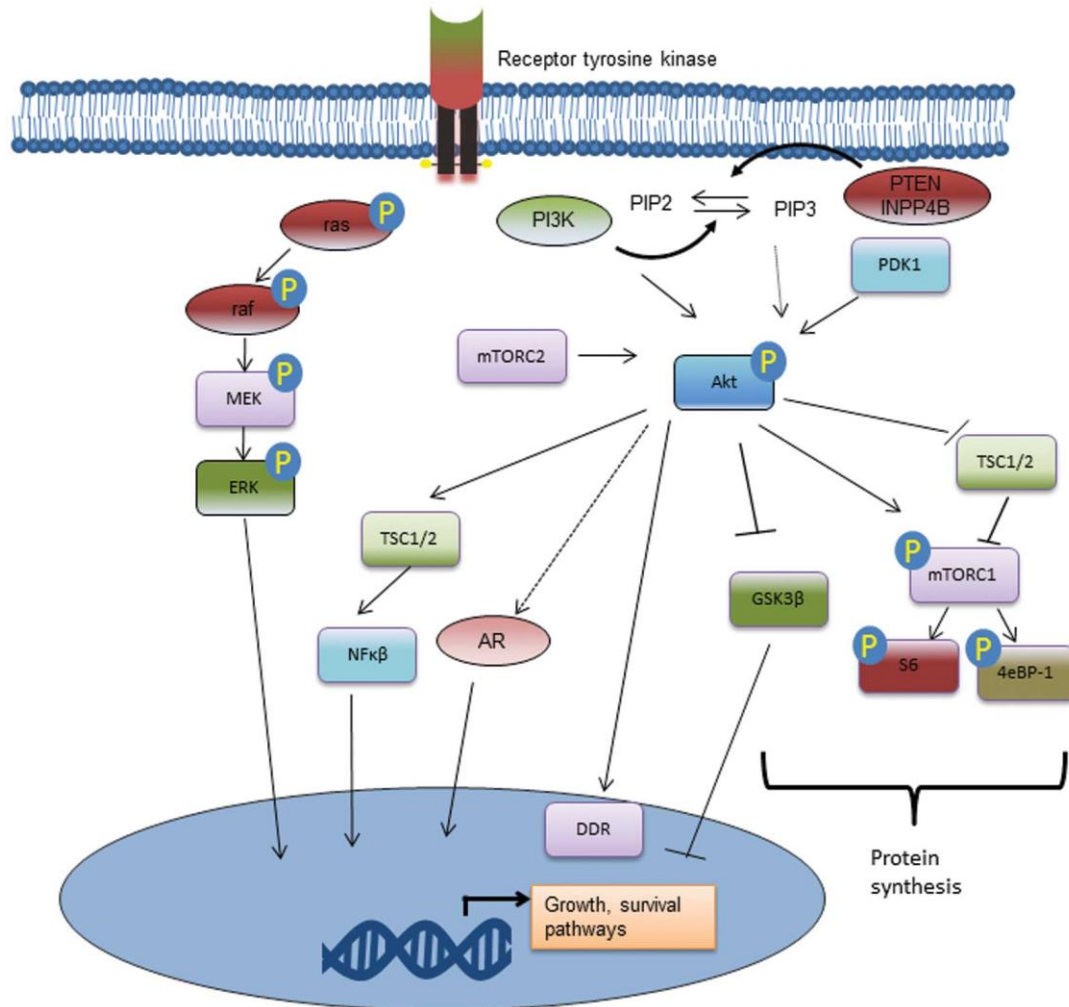 Receptor tyrosine kinase
PTEN
INPP4B
ras
P
PI3K
PIP2
PIP3
PDK1
raf
P
mTORC2
Akt
P
MEK
P
ERK
P
TSC1/2
TSC1/2
mTORC1
P
GSK3β
NFκβ
AR
S6
P
4eBP-1
P
DDR
Protein
synthesis
Growth, survival
pathways